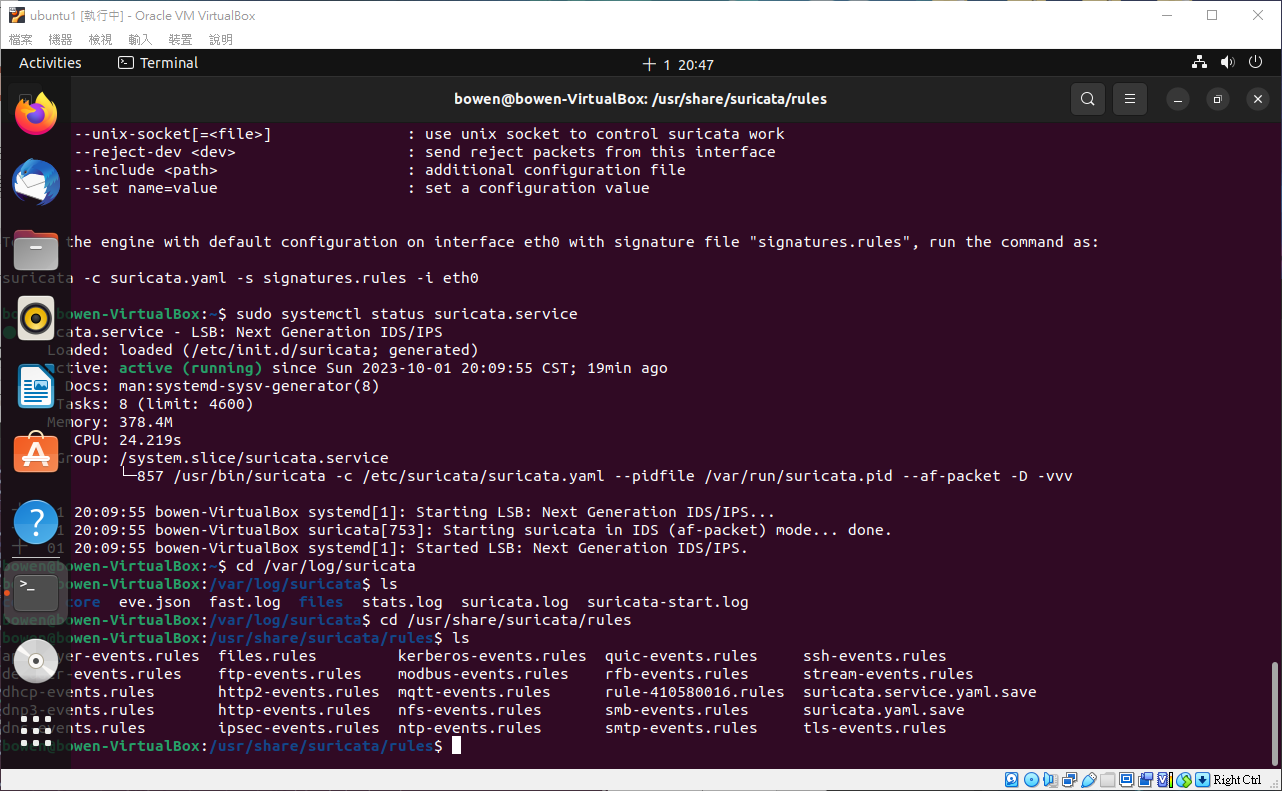 ubuntu1 [執行中] - Oracle VM VirtualBox
檔案 機器 檢視 輸入 裝置 說明
Activities Terminal 十 1 20:47
bowen@bowen-VirtualBox: /usr/share/suricata/rules
--unix-socket[=<file>] : use unix socket to control suricata work
--reject-dev <dev> : send reject packets from this interface
--include <path> : additional configuration file
--set name=value : set a configuration value
the engine with default configuration on interface eth0 with signature file "signatures.rules", run the command as:
suricata -c suricata.yaml -s signatures.rules -i eth0
bowen-VirtualBox:~$ sudo systemctl status suricata.service
cata.service - LSB: Next Generation IDS/IPS
Loaded: loaded (/etc/init.d/suricata; generated)
ctive: active (running) since Sun 2023-10-01 20:09:55 CST; 19min ago
Docs: man:systemd-sysv-generator(8)
Tasks: 8 (limit: 4600)
Memory: 378.4M
CPU: 24.219s
Group: /system.slice/suricata.service
└─857 /usr/bin/suricata -c /etc/suricata/suricata.yaml --pidfile /var/run/suricata.pid --af-packet -D -vvv
1 20:09:55 bowen-VirtualBox systemd[1]: Starting LSB: Next Generation IDS/IPS...
1 20:09:55 bowen-VirtualBox suricata[753]: Starting suricata in IDS (af-packet) mode... done.
十 01 20:09:55 bowen-VirtualBox systemd[1]: Started LSB: Next Generation IDS/IPS.
bowen@bowen-VirtualBox:~$ cd /var/log/suricata
bowen-VirtualBox:/var/log/suricata$ ls
core eve.json fast.log files stats.log suricata.log suricata-start.log
bowen-VirtualBox:/var/log/suricata$ cd /usr/share/suricata/rules
bowen@bowen-VirtualBox:/usr/share/suricata/rules$ ls
yer-events.rules files.rules kerberos-events.rules quic-events.rules ssh-events.rules
er-events.rules ftp-events.rules modbus-events.rules rfb-events.rules stream-events.rules
dhcp-events.rules http2-events.rules mqtt-events.rules rule-410580016.rules suricata.service.yaml.save
dnp3-events.rules http-events.rules nfs-events.rules smb-events.rules suricata.yaml.save
dns-events.rules ipsec-events.rules ntp-events.rules smtp-events.rules tls-events.rules
bowen@bowen-VirtualBox:/usr/share/suricata/rules$
Right Ctrl